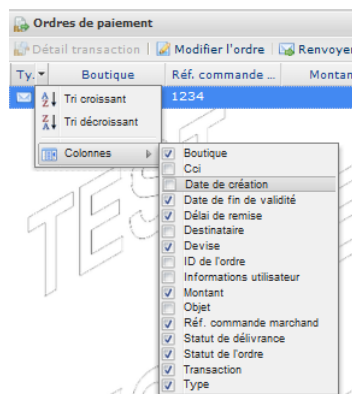 Ordres de paiement
Détail transaction Modifier l'ordre Renvoyer
Ty. Boutique Réf. commande ... Montan
1234
Tri croissant
Tri décroissant
Colonnes
Boutique
Cci
Date de création
Date de fin de validité
Délai de remise
Destinataire
Devise
ID de l'ordre
Informations utilisateur
Montant
Objet
Réf. commande marchand
Statut de délivrance
Statut de l'ordre
Transaction
Type
TEST